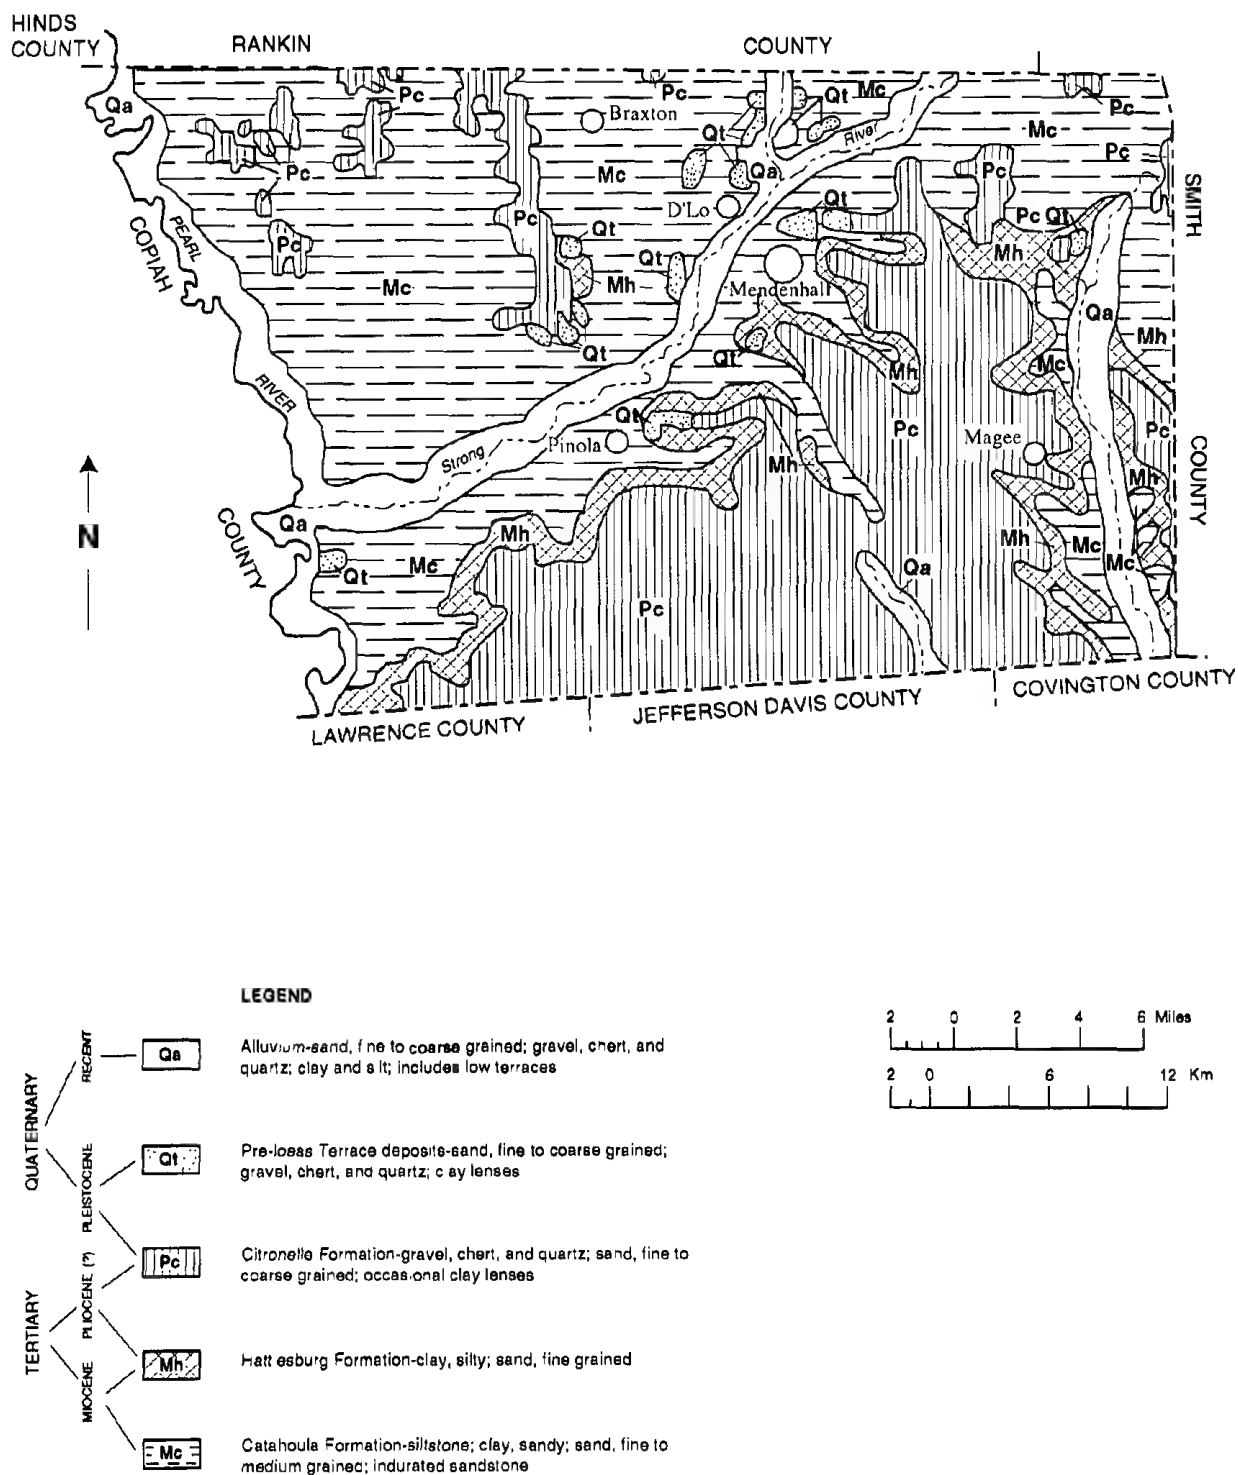 HINDS
COUNTY
RANKIN
COUNTY
Qa
Pc
Pc
Qt
Mc
Pc
Braxton
Qt
River
Mc
Pc
Pc
Mc
Qa
Pc
SMITH
PEARL
COPIAH
D'Lo
Qt
Pc
Pc
Qt
Pc
Qt
Mh
Qt
Mc
Mh
Mendenhall
Qa
Qt
Qt
Mh
Mh
Mc
RIVER
Qt
Pc
Magee
Pc
COUNTY
Pinola
Strong
Mh
Mh
N
COUNTY
Qa
Mh
Mh
Mc
Mc
Qt
Mc
Qa
Pc
LAWRENCE COUNTY
JEFFERSON DAVIS COUNTY
COVINGTON COUNTY
LEGEND
QUATERNARY
TERTIARY
RECENT
PLEISTOCENE
PLIOCENE (?)
MIOCENE
Qa
Alluvium-sand, fine to coarse grained; gravel, chert, and
quartz; clay and silt; includes low terraces
Qt
Pre-loess Terrace deposits-sand, fine to coarse grained;
gravel, chert, and quartz; clay lenses
Pc
Citronelle Formation-gravel, chert, and quartz; sand, fine to
coarse grained; occasional clay lenses
Mh
Hattiesburg Formation-clay, silty; sand, fine grained
Mc
Catahoula Formation-siltstone; clay, sandy; sand, fine to
medium grained; indurated sandstone
2 0 2 4 6 Miles
2 0 6 12 Km